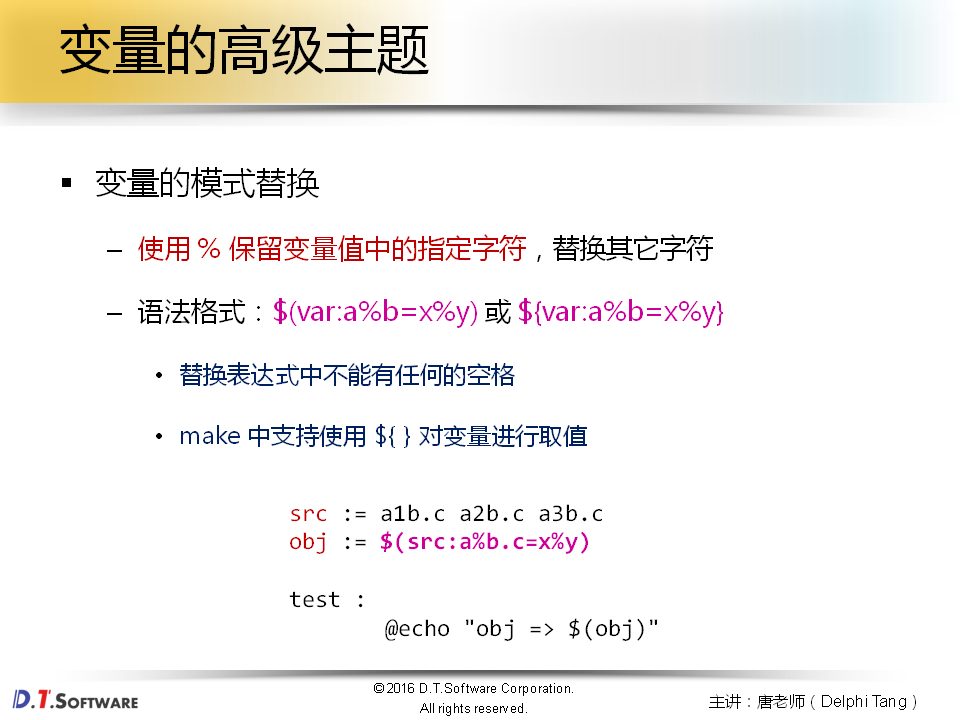 变量的高级主题
▪ 变量的模式替换
– 使用 % 保留变量值中的指定字符，替换其它字符
– 语法格式：$(var:a%b=x%y) 或 ${var:a%b=x%y}
• 替换表达式中不能有任何的空格
• make 中支持使用 ${ } 对变量进行取值
src := a1b.c a2b.c a3b.c
obj := $(src:a%b.c=x%y)
test :
@echo "obj => $(obj)"
D.T.SOFTWARE
©2016 D.T.Software Corporation.
All rights reserved.
主讲：唐老师（Delphi Tang）